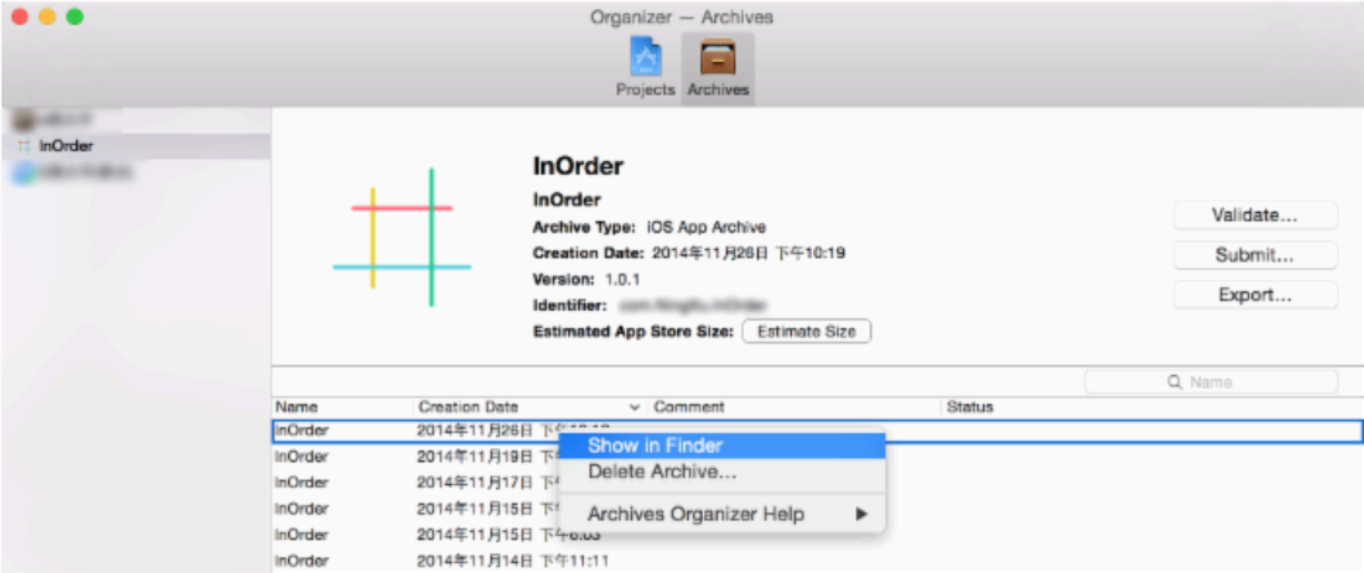 Organizer — Archives
Projects Archives
InOrder
InOrder
InOrder
Archive Type: iOS App Archive
Creation Date: 2014年11月26日 下午10:19
Version: 1.0.1
Identifier:
Estimated App Store Size: Estimate Size
Validate...
Submit...
Export...
Name
Name Creation Date Comment Status
InOrder 2014年11月26日
InOrder 2014年11月19日
InOrder 2014年11月17日
InOrder 2014年11月15日
InOrder 2014年11月15日 下午6:03
InOrder 2014年11月14日 下午11:11
Show in Finder
Delete Archive...
Archives Organizer Help